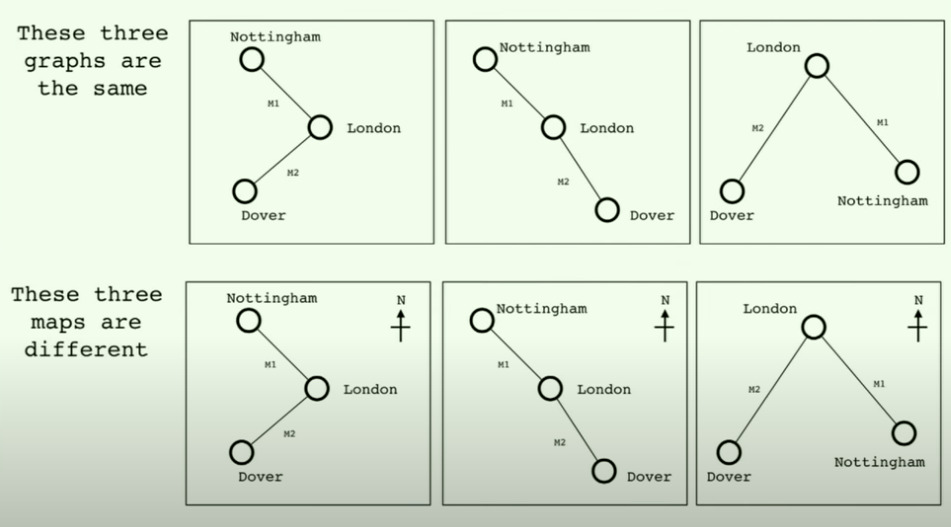 These three
graphs are
the same
Nottingham
M1
London
M2
Dover
Nottingham
M1
London
M2
Dover
London
M2
M1
Dover
Nottingham
These three
maps are
different
Nottingham
N
M1
London
M2
Dover
N
Nottingham
M1
London
M2
Dover
N
London
M2
M1
Dover
Nottingham